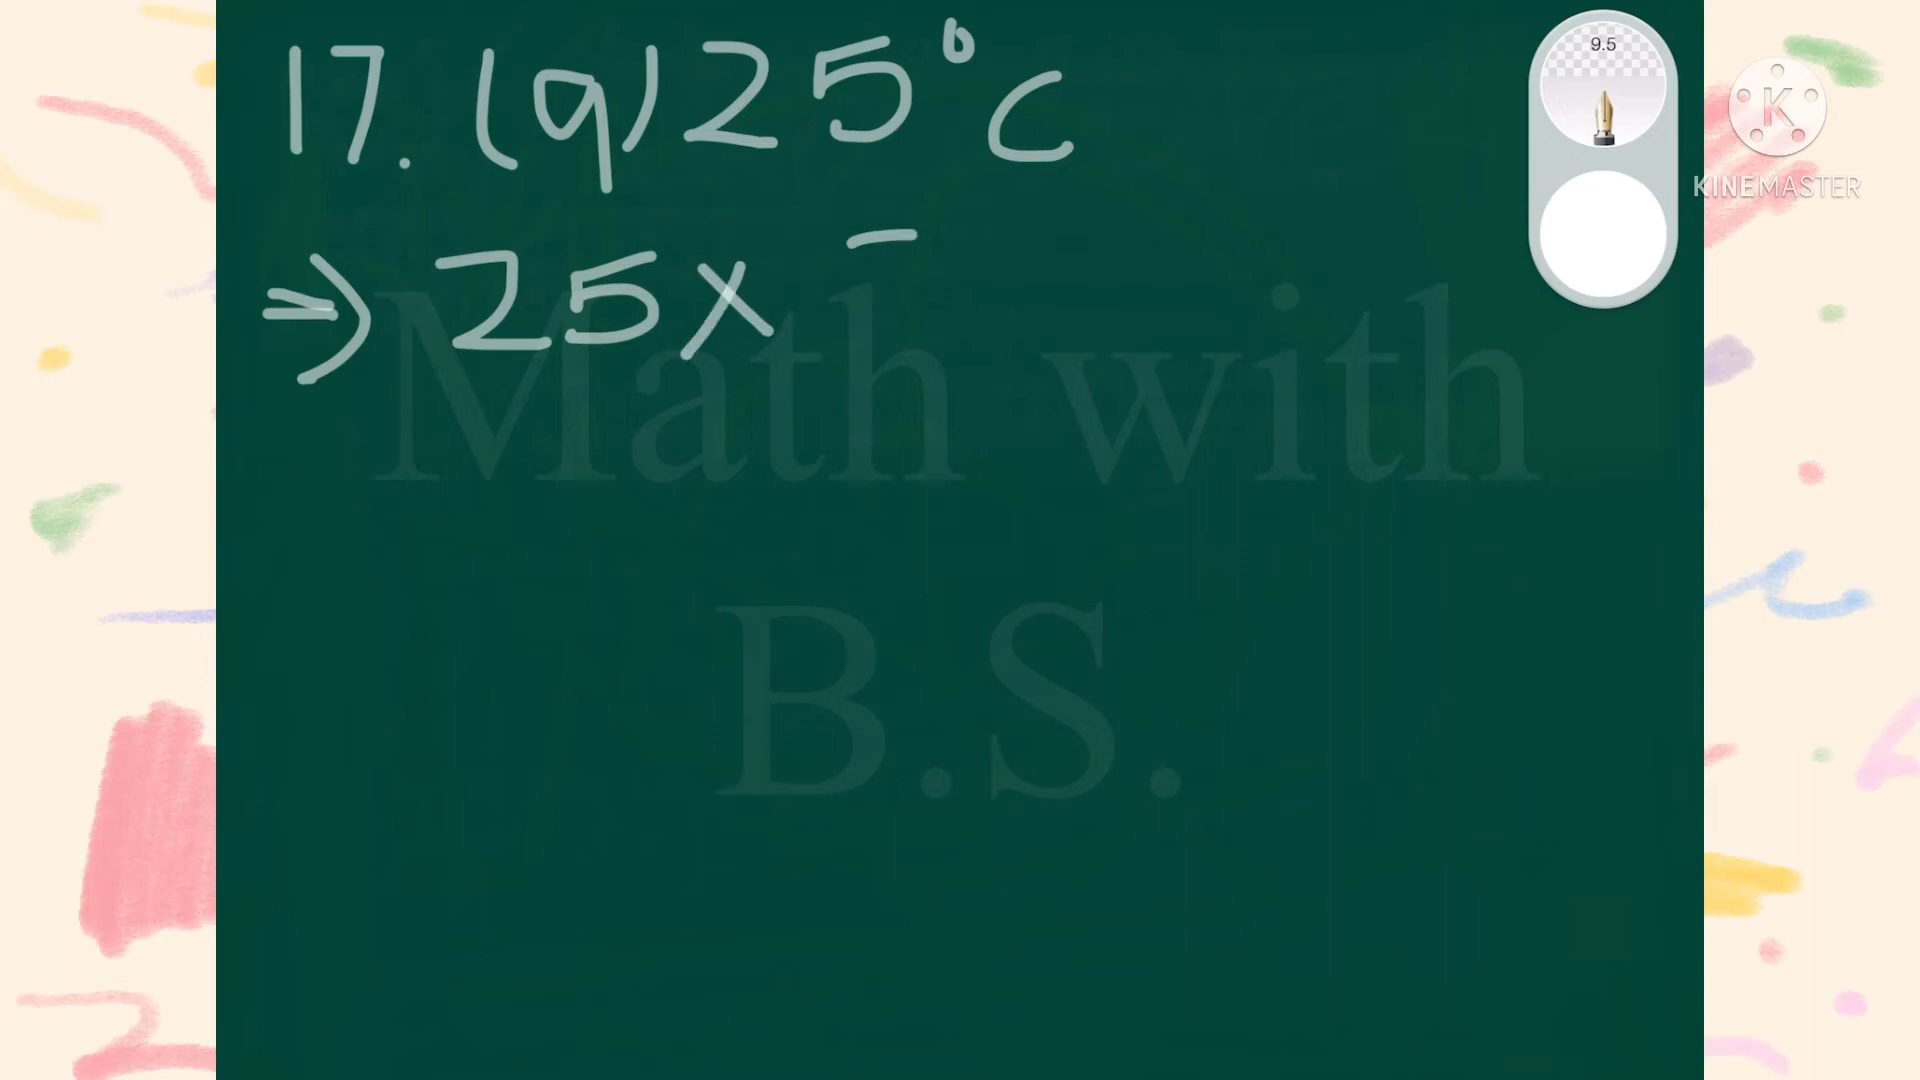 17. (a) 25°C
⇒ 25 x
Math with
B.S.
9.5
K
KINEMASTER